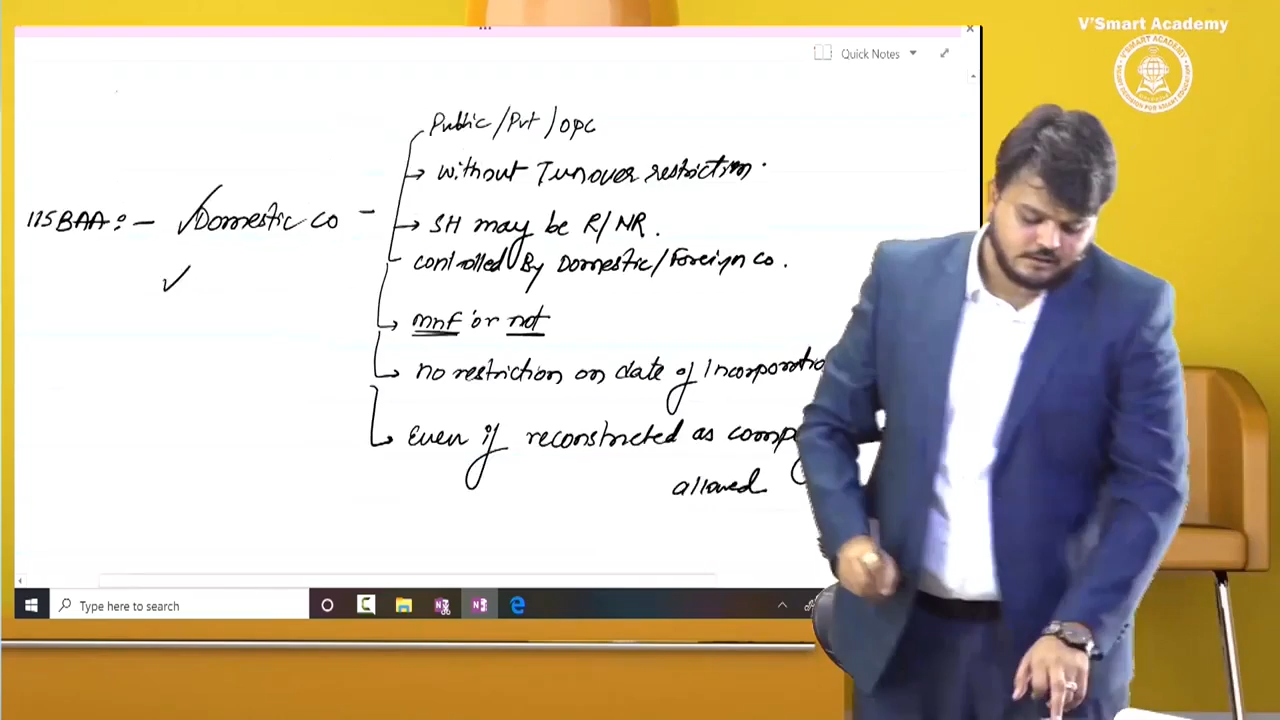 V'Smart Academy
Quick Notes
Public/Pvt/OPC
without Turnover restriction.
115BAA:- Domestic co -
SH may be R/NR.
controlled By Domestic/Foreign co.
mnf or not
no restriction on date of Incorporatio
Even if reconstructed as comp
allowed
Type here to search
V'SMART ACADEMY